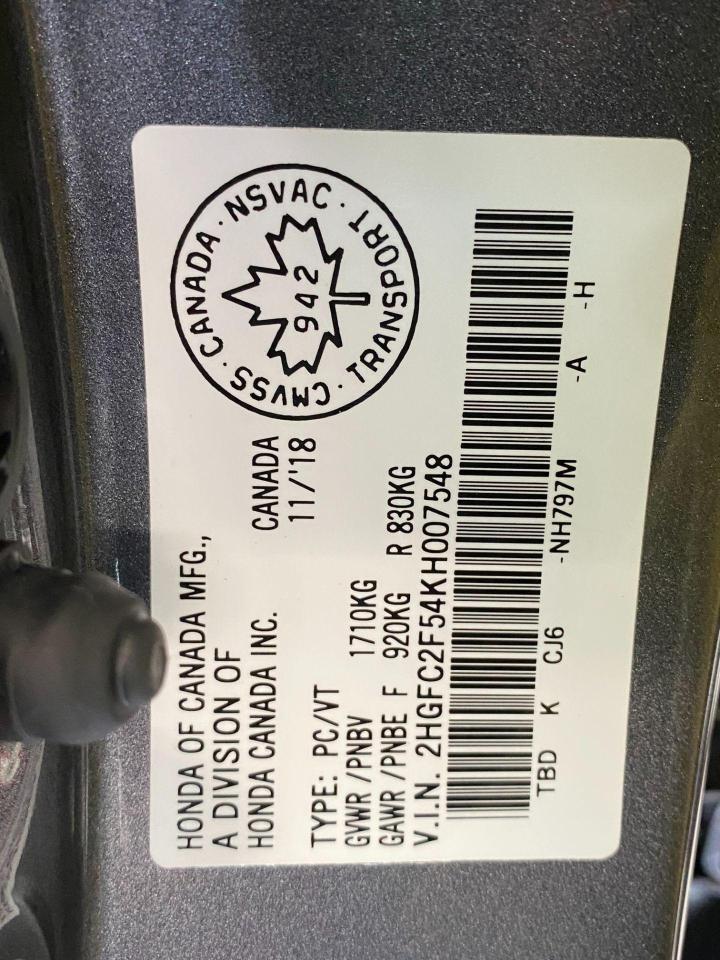 HONDA OF CANADA MFG.,
A DIVISION OF
HONDA CANADA INC.
CANADA
11/'18
TYPE: PC/VT
GVWR /PNBV 1710KG
GAWR /PNBE F 920KG R 830KG
V.I.N. 2HGFC2F54KH007548
TBD K CJ6 -NH797M -A -H
CMVSS · CANADA · NSVAC · TRANSPORT ·
942